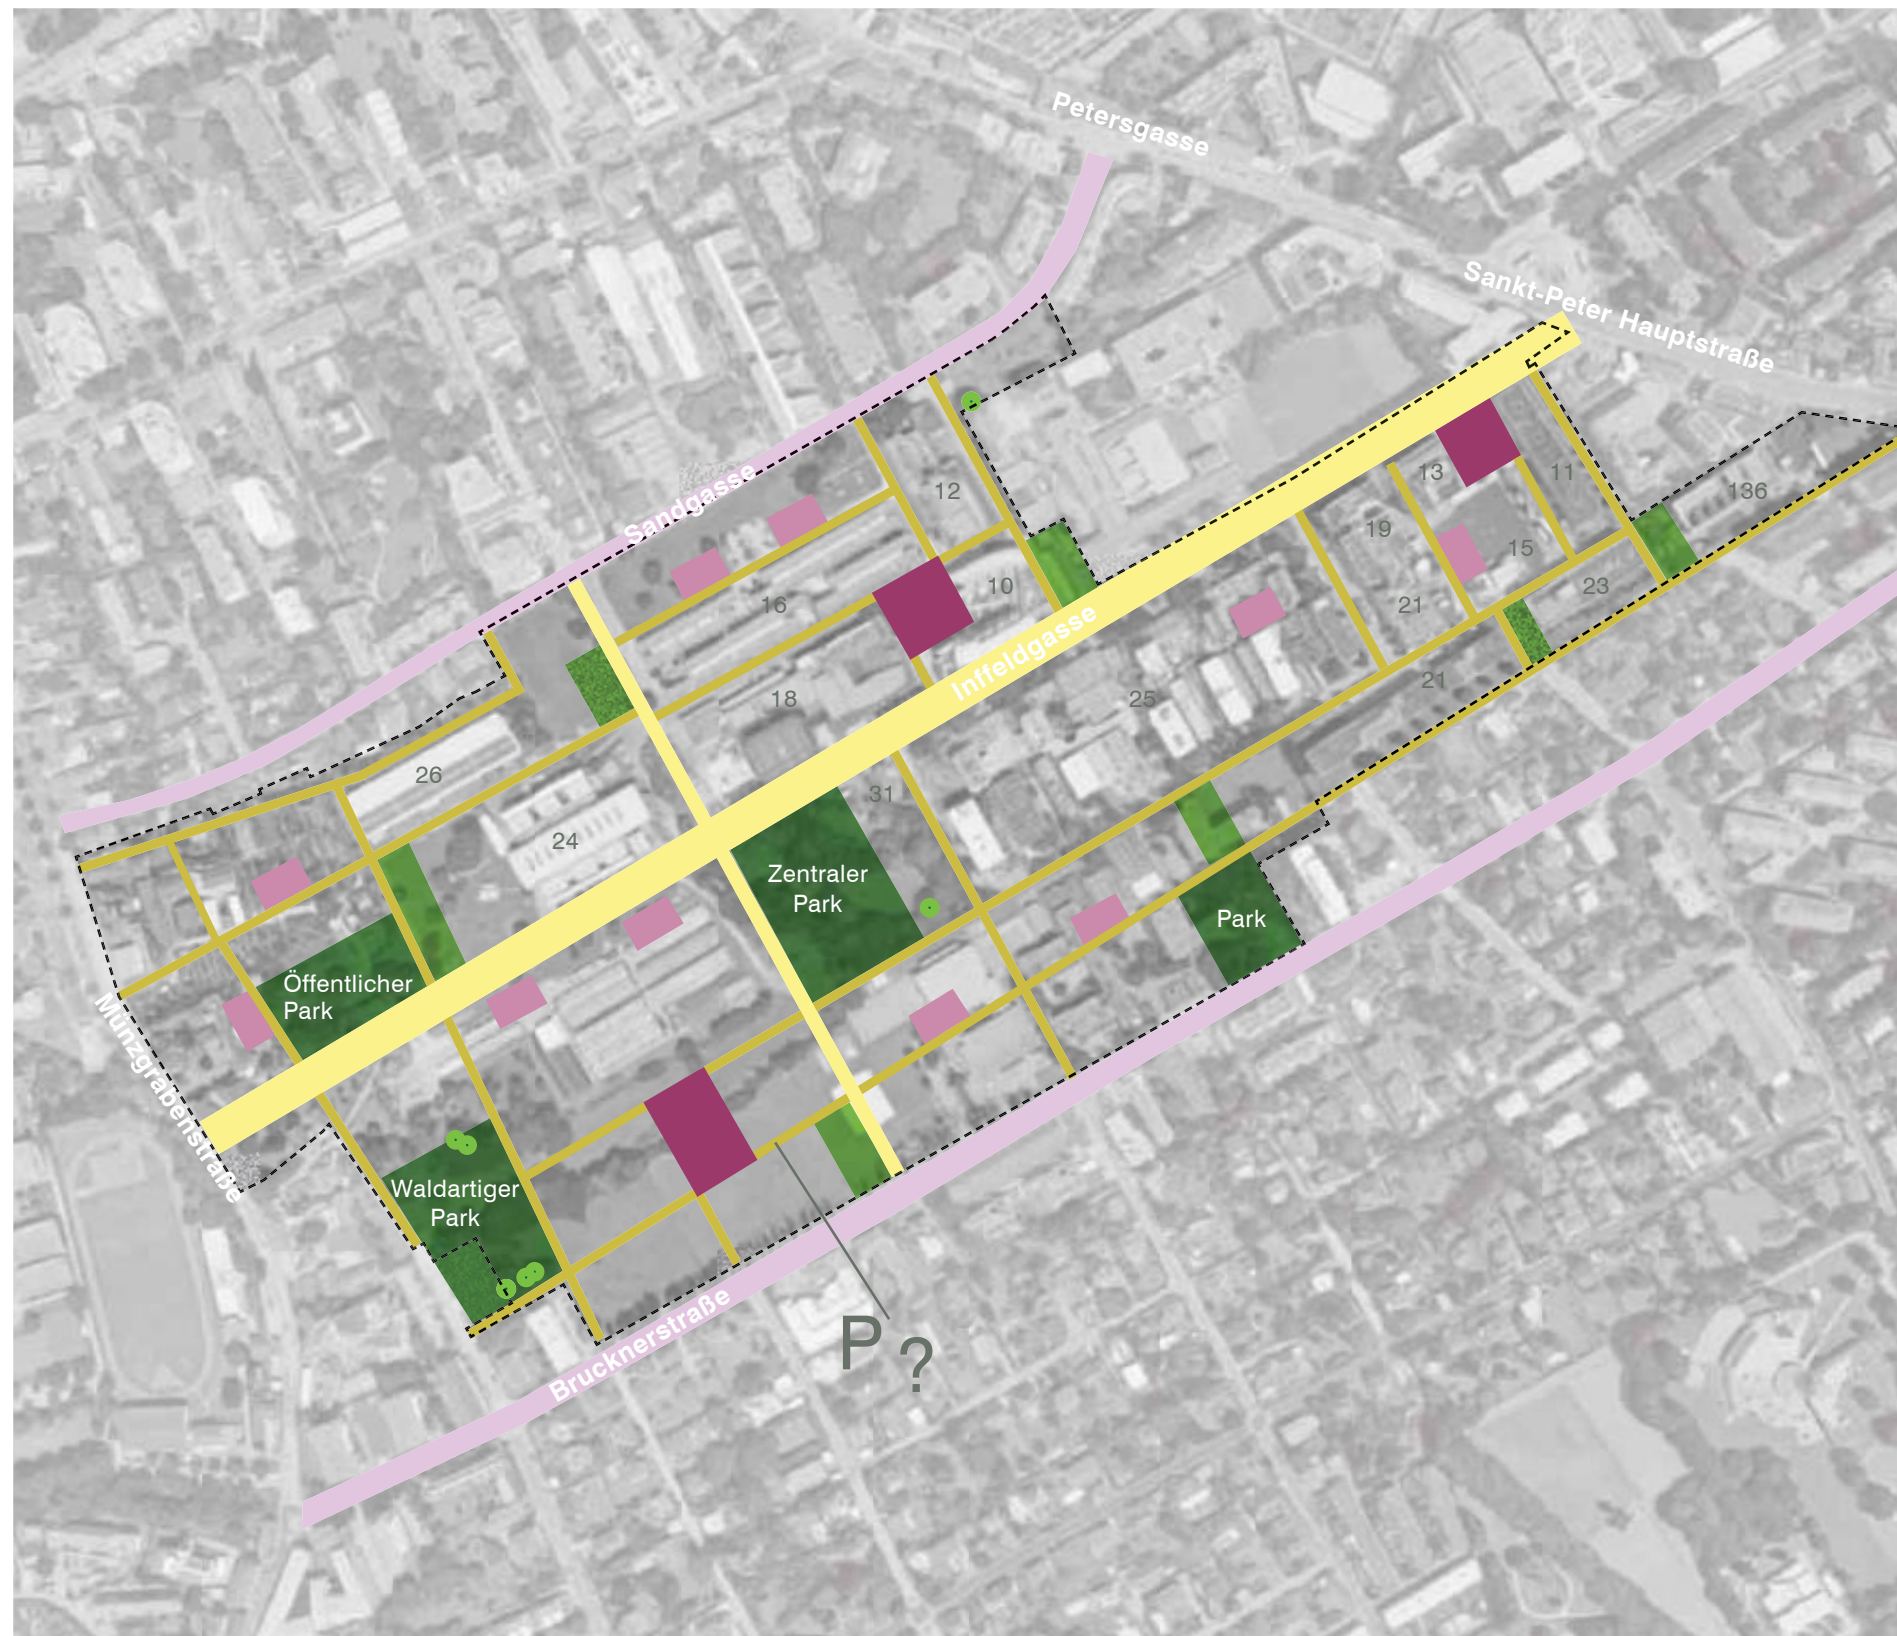 Petersgasse
Sankt-Peter Hauptstraße
Sandgasse
12
13
11
136
19
15
16
10
21
23
Inffeldgasse
18
25
21
26
31
24
Zentraler
Park
Park
Öffentlicher
Park
Münzgrabenstraße
Waldartiger
Park
Brucknerstraße
P
?